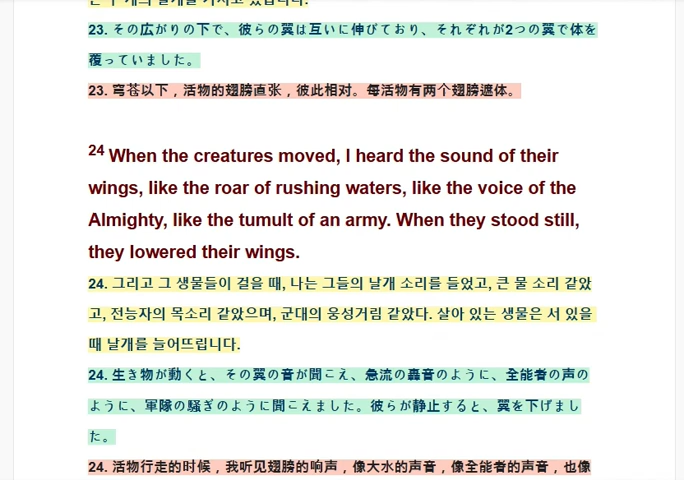 23. その広がりの下で、彼らの翼は互いに伸びており、それぞれが2つの翼で体を
覆っていました。
23. 穹苍以下，活物的翅膀直张，彼此相对。每活物有两个翅膀遮体。
24 When the creatures moved, I heard the sound of their
wings, like the roar of rushing waters, like the voice of the
Almighty, like the tumult of an army. When they stood still,
they lowered their wings.
24. 그리고 그 생물들이 걸을 때, 나는 그들의 날개 소리를 들었고, 큰 물 소리 같았
고, 전능자의 목소리 같았으며, 군대의 웅성거림 같았다. 살아 있는 생물은 서 있을
때 날개를 늘어뜨립니다.
24. 生き物が動くと、その翼の音が聞こえ、急流の轟音のように、全能者の声の
ように、軍隊の騒ぎのように聞こえました。彼らが静止すると、翼を下げまし
た。
24. 活物行走的时候，我听见翅膀的响声，像大水的声音，像全能者的声音，也像